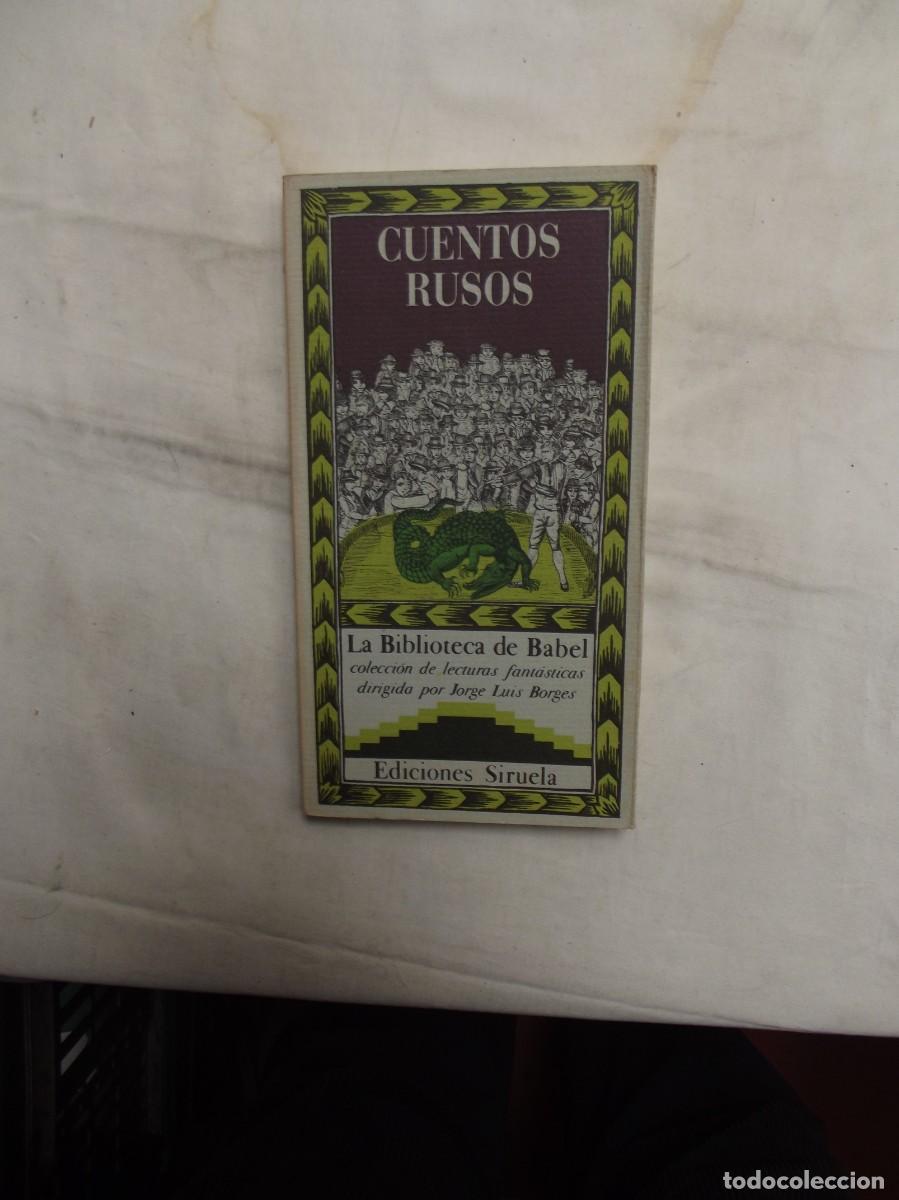 CUENTOS
RUSOS
La Biblioteca de Babel
colección de lecturas fantásticas
dirigida por Jorge Luis Borges
Ediciones Siruela
todocoleccion